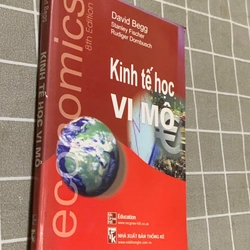 economics
8th Edition
David Begg
Stanley Fischer
Rudiger Dornbusch
Kinh tế học
VI MÔ
Education
NHÀ XUẤT BẢN THỐNG KÊ
KINH TẾ HỌC VI MÔ